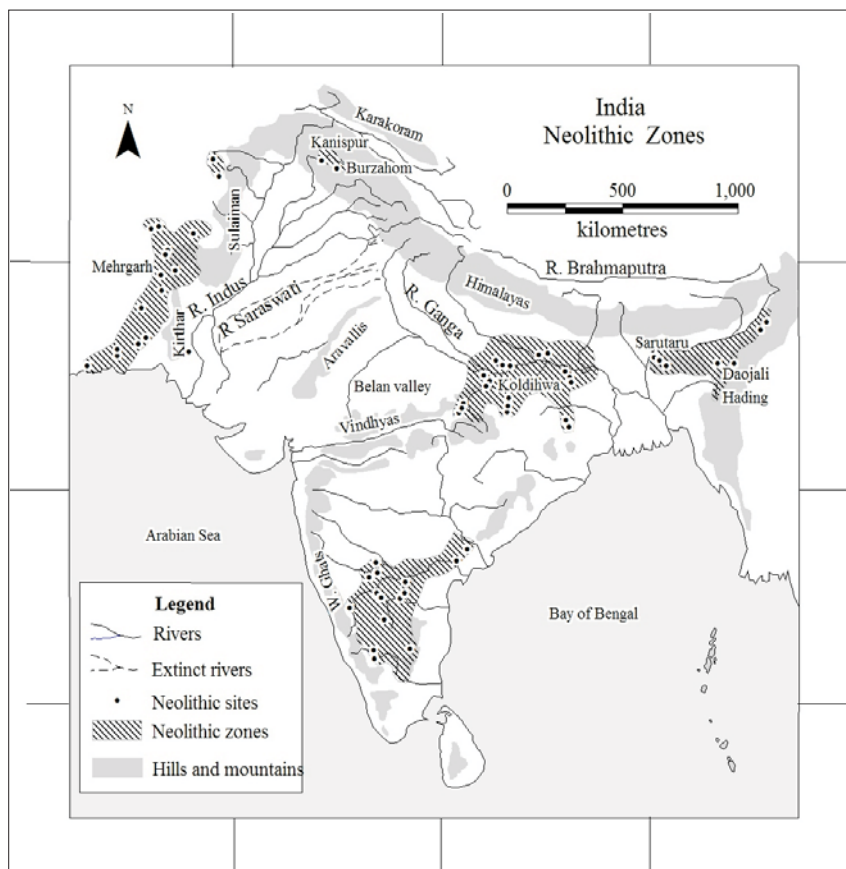 N
India
Neolithic Zones
0 500 1,000
kilometres
Karakoram
Kanispur
Burzahom
Sulaiman
Mehrgarh
R. Indus
R Saraswati
Kirthar
Aravallis
R. Ganga
Himalayas
R. Brahmaputra
Belan valley
Vindhyas
Koldihwa
Sarutaru
Daojali
Hading
Arabian Sea
W. Ghats
Bay of Bengal
Legend
Rivers
Extinct rivers
Neolithic sites
Neolithic zones
Hills and mountains